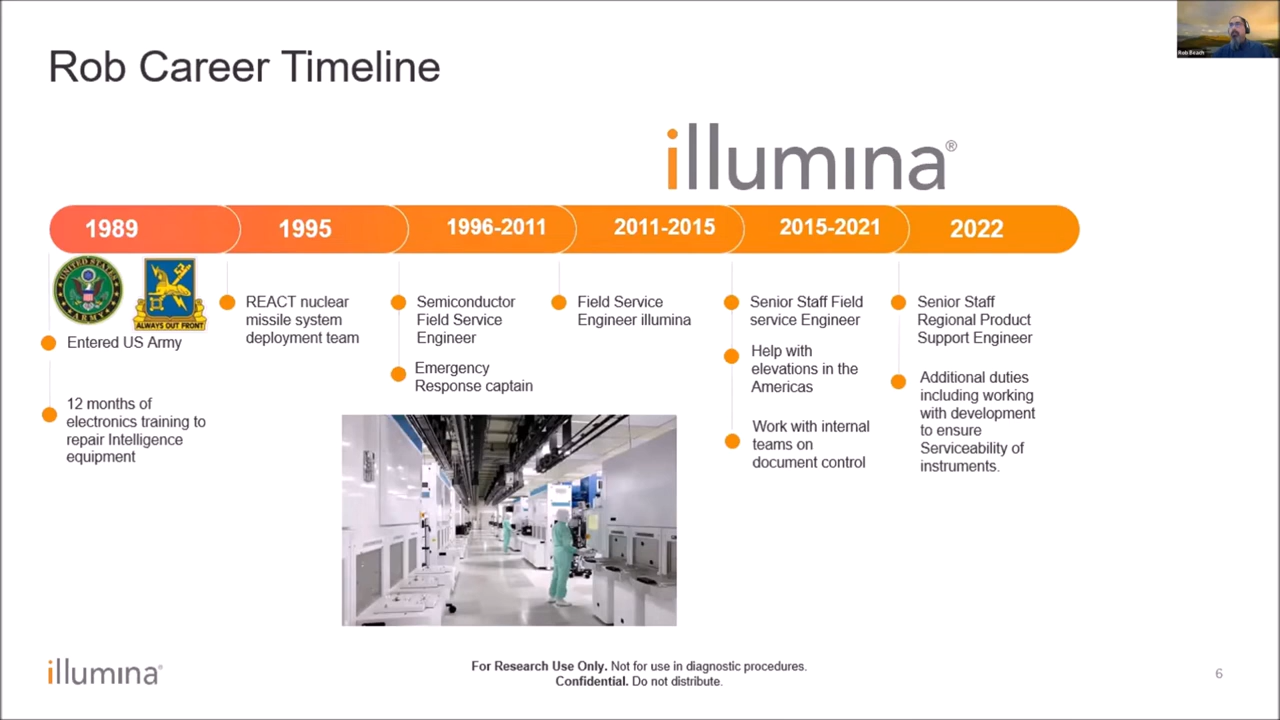 Rob Career Timeline
Rob Beach
illumina®
1989
1995
1996-2011
2011-2015
2015-2021
2022
UNITED STATES
ARMY
ALWAYS OUT FRONT
Entered US Army
12 months of
electronics training to
repair Intelligence
equipment
REACT nuclear
missile system
deployment team
Semiconductor
Field Service
Engineer
Emergency
Response captain
Field Service
Engineer illumina
Senior Staff Field
service Engineer
Help with
elevations in the
Americas
Work with internal
teams on
document control
Senior Staff
Regional Product
Support Engineer
Additional duties
including working
with development
to ensure
Serviceability of
instruments.
illumina®
For Research Use Only. Not for use in diagnostic procedures.
Confidential. Do not distribute.
6